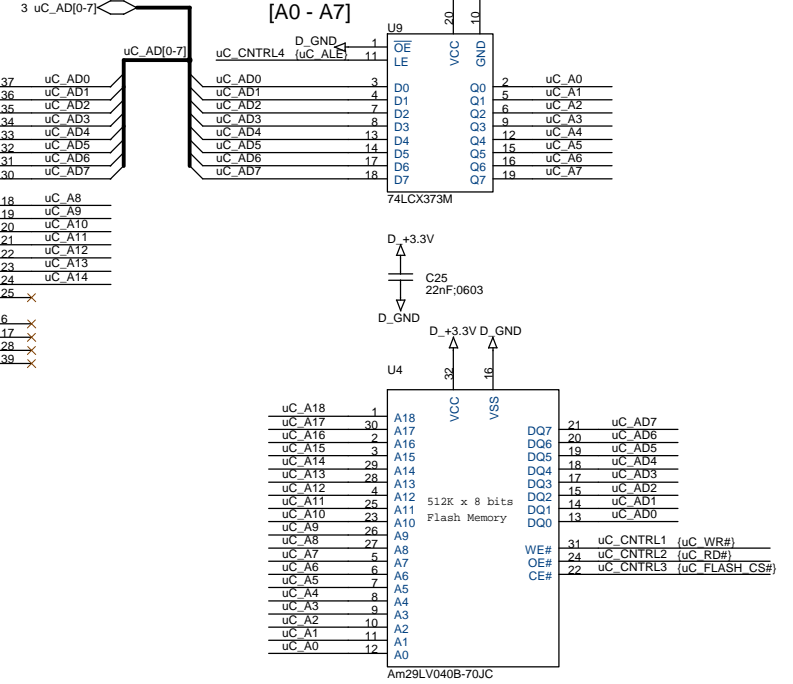 3 uC_AD[0-7]
[A0 - A7]
uC_AD[0-7]
37 uC_AD0
36 uC_AD1
35 uC_AD2
34 uC_AD3
33 uC_AD4
32 uC_AD5
31 uC_AD6
30 uC_AD7
18 uC_A8
19 uC_A9
20 uC_A10
21 uC_A11
22 uC_A12
23 uC_A13
24 uC_A14
25
6
17
28
39
U9
20 VCC
10 GND
D_GND 1 OE
uC_CNTRL4 {uC_ALE} 11 LE
uC_AD0 3 D0 Q0 2 uC_A0
uC_AD1 4 D1 Q1 5 uC_A1
uC_AD2 7 D2 Q2 6 uC_A2
uC_AD3 8 D3 Q3 9 uC_A3
uC_AD4 13 D4 Q4 12 uC_A4
uC_AD5 14 D5 Q5 15 uC_A5
uC_AD6 17 D6 Q6 16 uC_A6
uC_AD7 18 D7 Q7 19 uC_A7
74LCX373M
D_+3.3V
C25
22nF;0603
D_GND
D_+3.3V D_GND
U4
32 VCC
16 VSS
uC_A18 1 A18
uC_A17 30 A17
uC_A16 2 A16
uC_A15 3 A15
uC_A14 29 A14
uC_A13 28 A13
uC_A12 4 A12
uC_A11 25 A11
uC_A10 23 A10
uC_A9 26 A9
uC_A8 27 A8
uC_A7 5 A7
uC_A6 6 A6
uC_A5 7 A5
uC_A4 8 A4
uC_A3 9 A3
uC_A2 10 A2
uC_A1 11 A1
uC_A0 12 A0
512K x 8 bits
Flash Memory
DQ7 21 uC_AD7
DQ6 20 uC_AD6
DQ5 19 uC_AD5
DQ4 18 uC_AD4
DQ3 17 uC_AD3
DQ2 15 uC_AD2
DQ1 14 uC_AD1
DQ0 13 uC_AD0
WE# 31 uC_CNTRL1 {uC_WR#}
OE# 24 uC_CNTRL2 {uC_RD#}
CE# 22 uC_CNTRL3 {uC_FLASH_CS#}
Am29LV040B-70JC